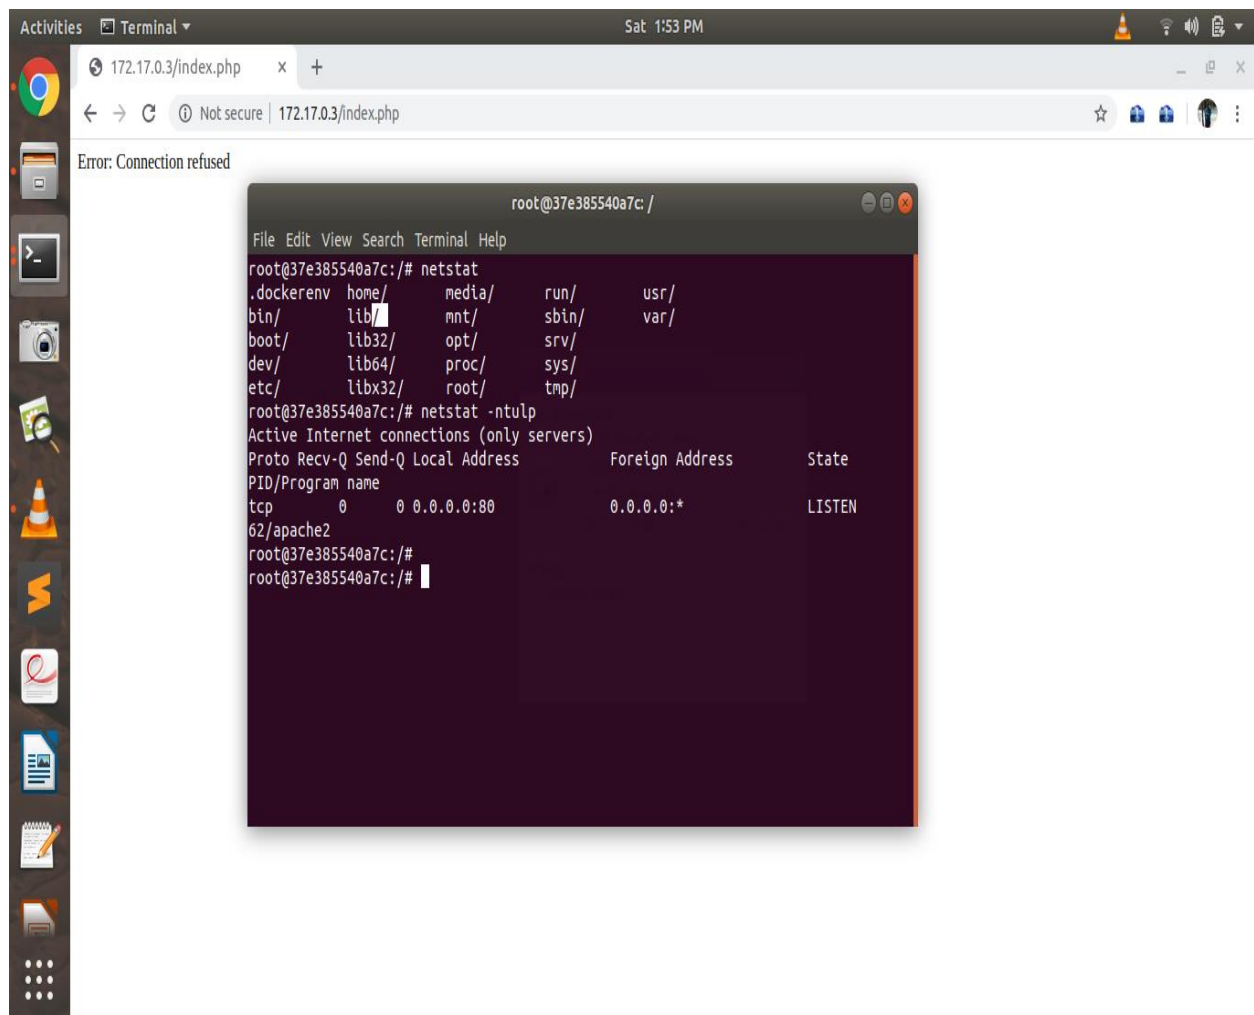 Activities Terminal Sat 1:53 PM
172.17.0.3/index.php
Not secure 172.17.0.3/index.php
Error: Connection refused
root@37e385540a7c: /
File Edit View Search Terminal Help
root@37e385540a7c:/# netstat
.dockerenv home/ media/ run/ usr/
bin/ lib/ mnt/ sbin/ var/
boot/ lib32/ opt/ srv/
dev/ lib64/ proc/ sys/
etc/ libx32/ root/ tmp/
root@37e385540a7c:/# netstat -ntulp
Active Internet connections (only servers)
Proto Recv-Q Send-Q Local Address Foreign Address State
PID/Program name
tcp 0 0 0.0.0.0:80 0.0.0.0:* LISTEN
62/apache2
root@37e385540a7c:/#
root@37e385540a7c:/#